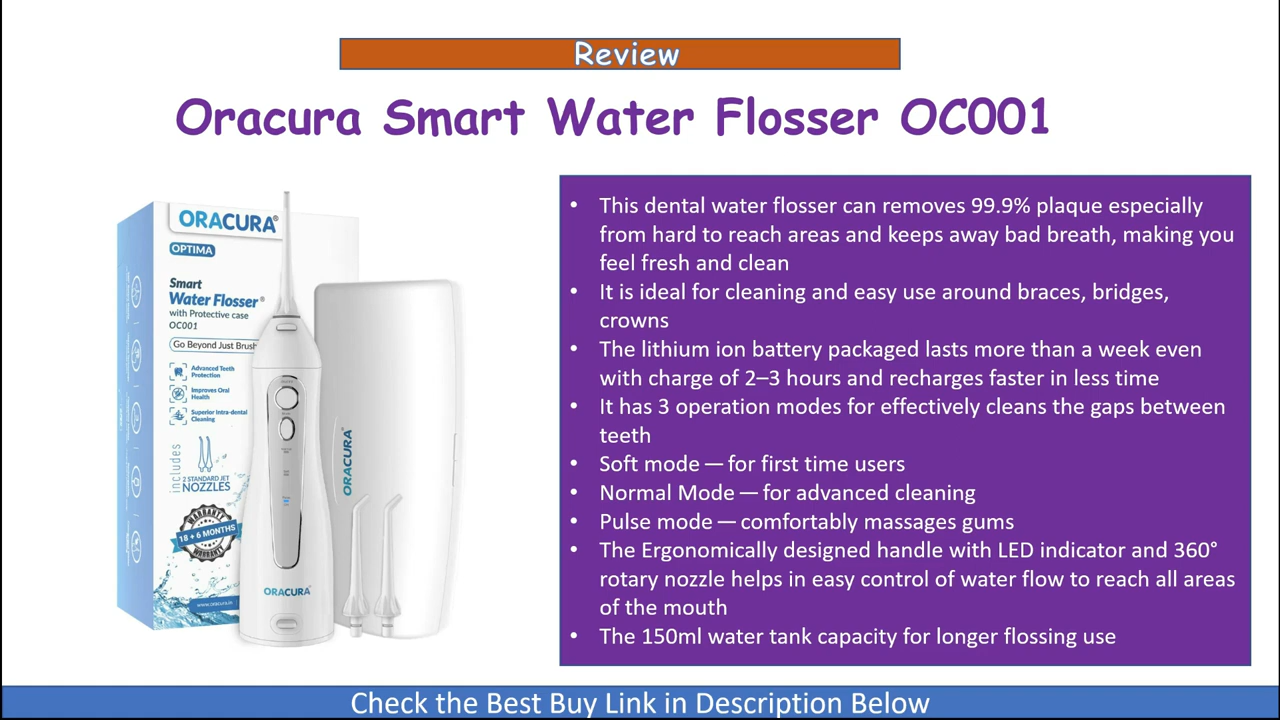 Review
Oracura Smart Water Flosser OC001
ORACURA®
OPTIMA
Smart
Water Flosser®
with Protective case
OC001
Go Beyond Just Brush
Advanced Teeth
Protection
Improves Oral
Health
Superior Intra-dental
Cleaning
includes
2 STANDARD JET
NOZZLES
WARRANTY
18 + 6 MONTHS
WARRANTY
www.oracura.in
ORACURA®
ORACURA®
• This dental water flosser can removes 99.9% plaque especially
from hard to reach areas and keeps away bad breath, making you
feel fresh and clean
• It is ideal for cleaning and easy use around braces, bridges,
crowns
• The lithium ion battery packaged lasts more than a week even
with charge of 2–3 hours and recharges faster in less time
• It has 3 operation modes for effectively cleans the gaps between
teeth
• Soft mode — for first time users
• Normal Mode — for advanced cleaning
• Pulse mode — comfortably massages gums
• The Ergonomically designed handle with LED indicator and 360°
rotary nozzle helps in easy control of water flow to reach all areas
of the mouth
• The 150ml water tank capacity for longer flossing use
Check the Best Buy Link in Description Below